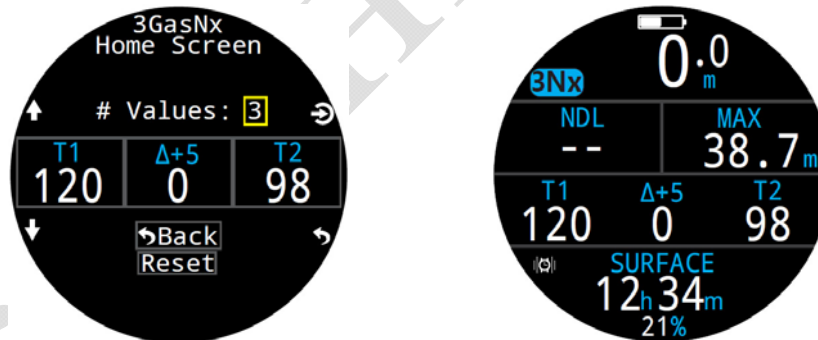 3GasNx
Home Screen
# Values: 3
T1 Δ+5 T2
120 0 98
Back
Reset
0.0
m
3Nx
NDL MAX
-- 38.7m
T1 Δ+5 T2
120 0 98
SURFACE
12h34m
21%